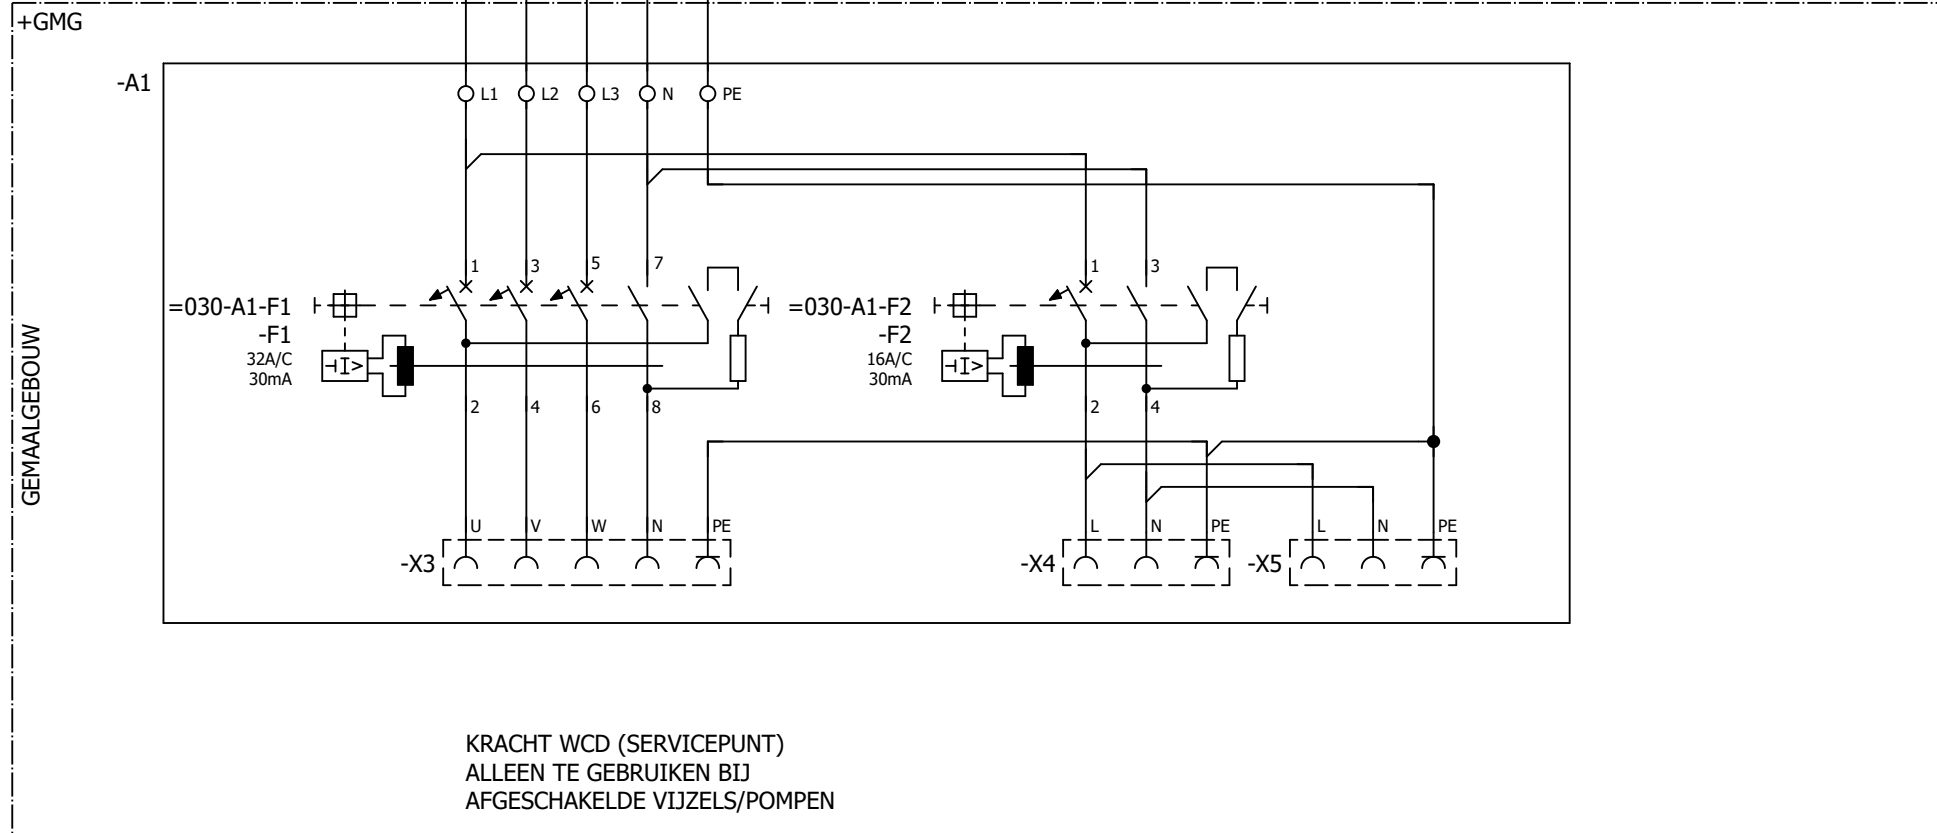 +GMG
-A1
L1 L2 L3 N PE
1 3 5 7 1 3
=030-A1-F1 =030-A1-F2
-F1 -F2
32A/C 16A/C
30mA 30mA
I> I>
2 4 6 8 2 4
GEMAALGEBOUW
U V W N PE L N PE L N PE
-X3 -X4 -X5
KRACHT WCD (SERVICEPUNT)
ALLEEN TE GEBRUIKEN BIJ
AFGESCHAKELDE VIJZELS/POMPEN